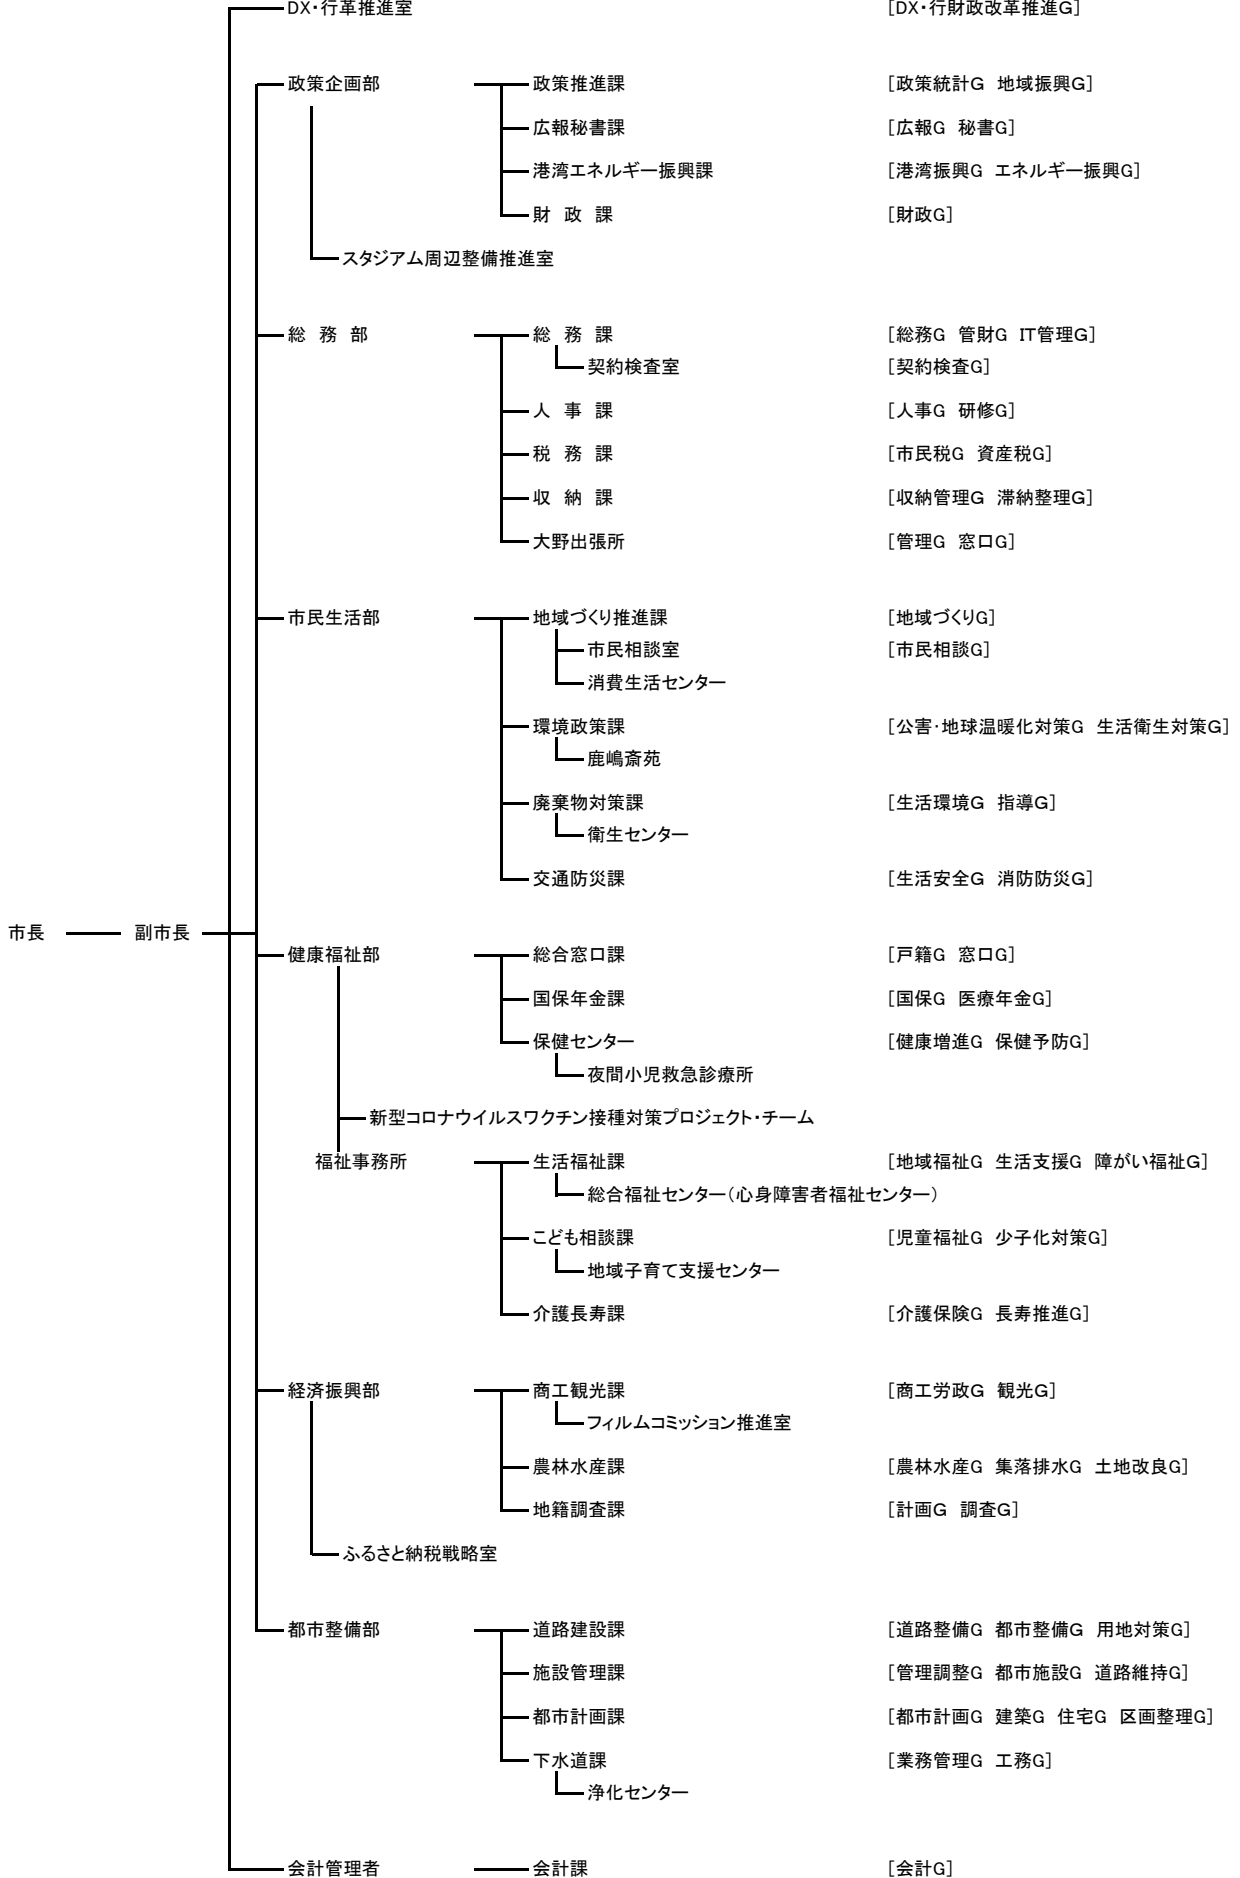 DX・行革推進室 [DX・行財政改革推進G]
政策企画部 政策推進課 [政策統計G 地域振興G]
広報秘書課 [広報G 秘書G]
港湾エネルギー振興課 [港湾振興G エネルギー振興G]
財 政 課 [財政G]
スタジアム周辺整備推進室
総 務 部 総 務 課 [総務G 管財G IT管理G]
契約検査室 [契約検査G]
人 事 課 [人事G 研修G]
税 務 課 [市民税G 資産税G]
収 納 課 [収納管理G 滞納整理G]
大野出張所 [管理G 窓口G]
市民生活部 地域づくり推進課 [地域づくりG]
市民相談室 [市民相談G]
消費生活センター
環境政策課 [公害・地球温暖化対策G 生活衛生対策G]
鹿嶋斎苑
廃棄物対策課 [生活環境G 指導G]
衛生センター
交通防災課 [生活安全G 消防防災G]
市長 副市長
健康福祉部 総合窓口課 [戸籍G 窓口G]
国保年金課 [国保G 医療年金G]
保健センター [健康増進G 保健予防G]
夜間小児救急診療所
新型コロナウイルスワクチン接種対策プロジェクト・チーム
福祉事務所 生活福祉課 [地域福祉G 生活支援G 障がい福祉G]
総合福祉センター（心身障害者福祉センター）
こども相談課 [児童福祉G 少子化対策G]
地域子育て支援センター
介護長寿課 [介護保険G 長寿推進G]
経済振興部 商工観光課 [商工労政G 観光G]
フィルムコミッション推進室
農林水産課 [農林水産G 集落排水G 土地改良G]
地籍調査課 [計画G 調査G]
ふるさと納税戦略室
都市整備部 道路建設課 [道路整備G 都市整備G 用地対策G]
施設管理課 [管理調整G 都市施設G 道路維持G]
都市計画課 [都市計画G 建築G 住宅G 区画整理G]
下水道課 [業務管理G 工務G]
浄化センター
会計管理者 会計課 [会計G]